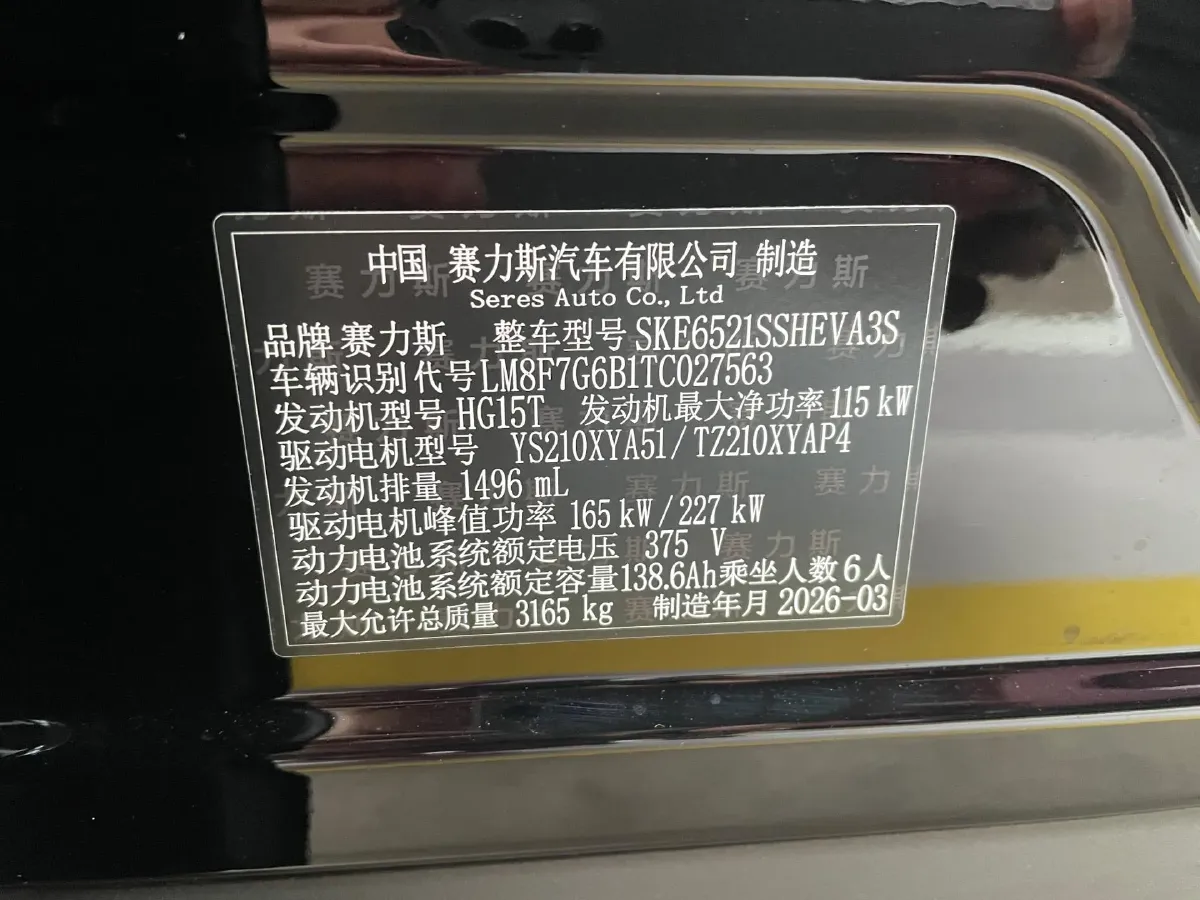 中国 赛力斯汽车有限公司 制造
Seres Auto Co., Ltd
品牌 赛力斯 整车型号 SKE6521SSHEVA3S
车辆识别代号 LM8F7G6B1TC027563
发动机型号 HG15T 发动机最大净功率 115 kW
驱动电机型号 YS210XYA51/TZ210XYAP4
发动机排量 1496 mL
驱动电机峰值功率 165 kW/227 kW
动力电池系统额定电压 375 V
动力电池系统额定容量 138.6Ah 乘坐人数 6 人
最大允许总质量 3165 kg 制造年月 2026-03